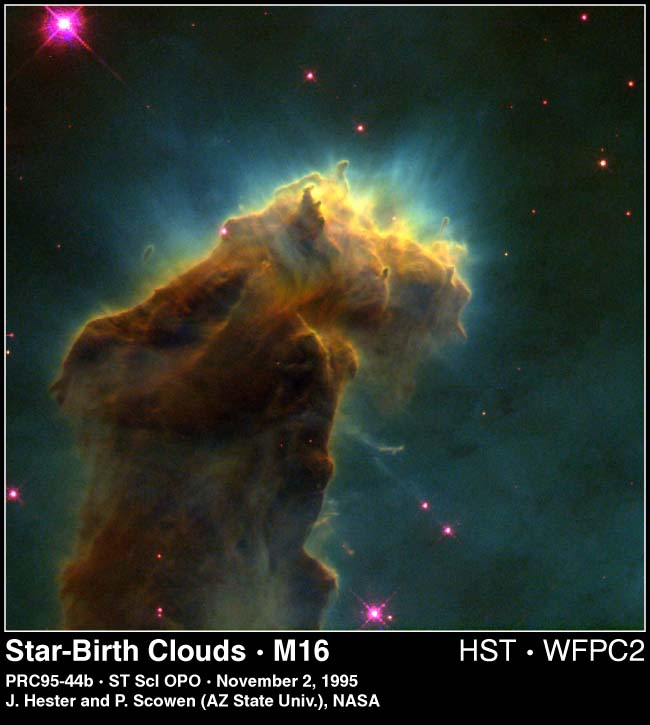 Star-Birth Clouds · M16 HST · WFPC2
PRC95-44b · ST ScI OPO · November 2, 1995
J. Hester and P. Scowen (AZ State Univ.), NASA